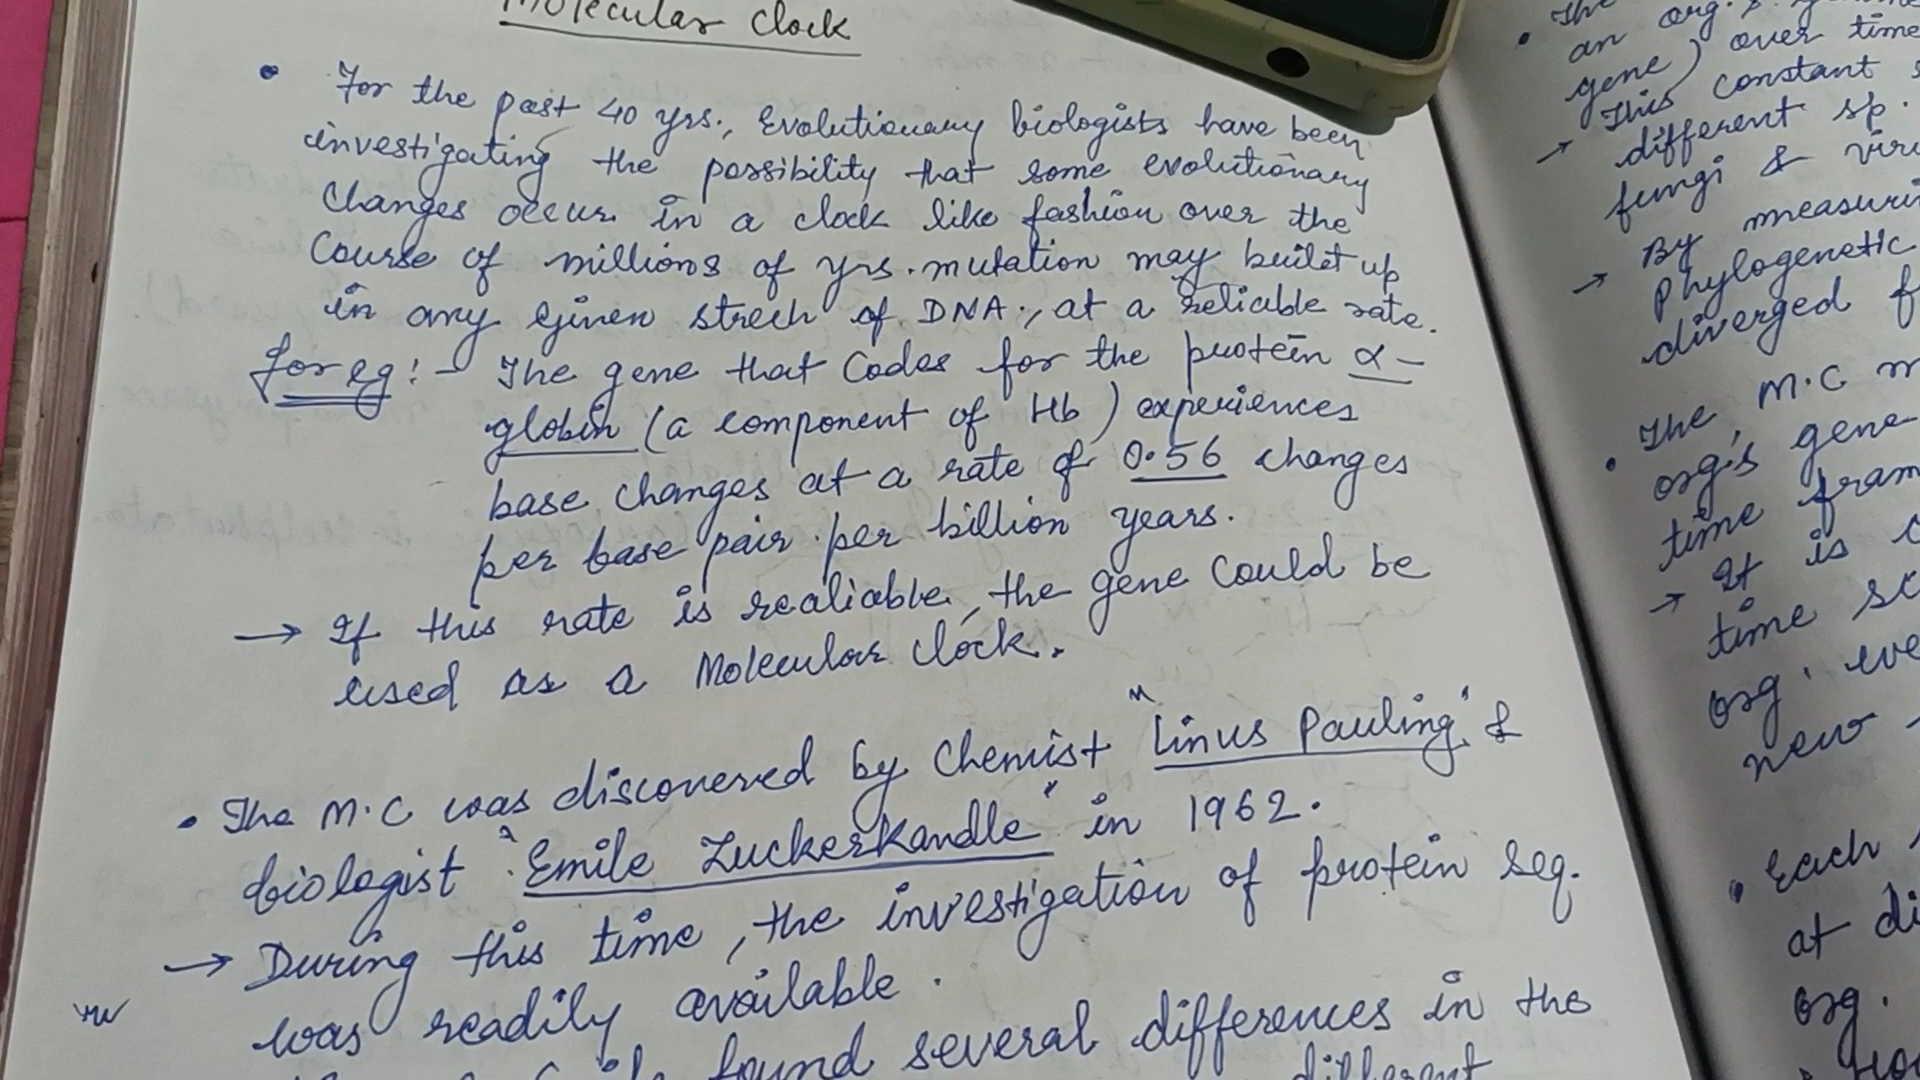 Molecular Clock
• For the past 40 yrs., Evolutionary biologists have been
investigating the possibility that some evolutionary
changes occur in a clock like fashion over the
Course of millions of yrs. mutation may built up
in any given strech of DNA., at a reliable rate.
for eg:- The gene that Codes for the protein α-
globin (a component of Hb) experiences
base changes at a rate of 0.56 changes
per base pair per billion years.
→ If this rate is realiable, the gene could be
used as a Molecular clock.
• The M.C was discovered by Chemist "Linus Pauling" &
biologist "Emile Zuckerkandle" in 1962.
→ During this time, the investigation of protein seq.
was readily available.
found several differences in the
different
• The
an org.
gene) over time
→ This constant
different sp.
fungi &
→ By
Phylogenetic
diverged
• The M.C
org's gene
time
→ It is
time
org.
new
• Each
at
org.